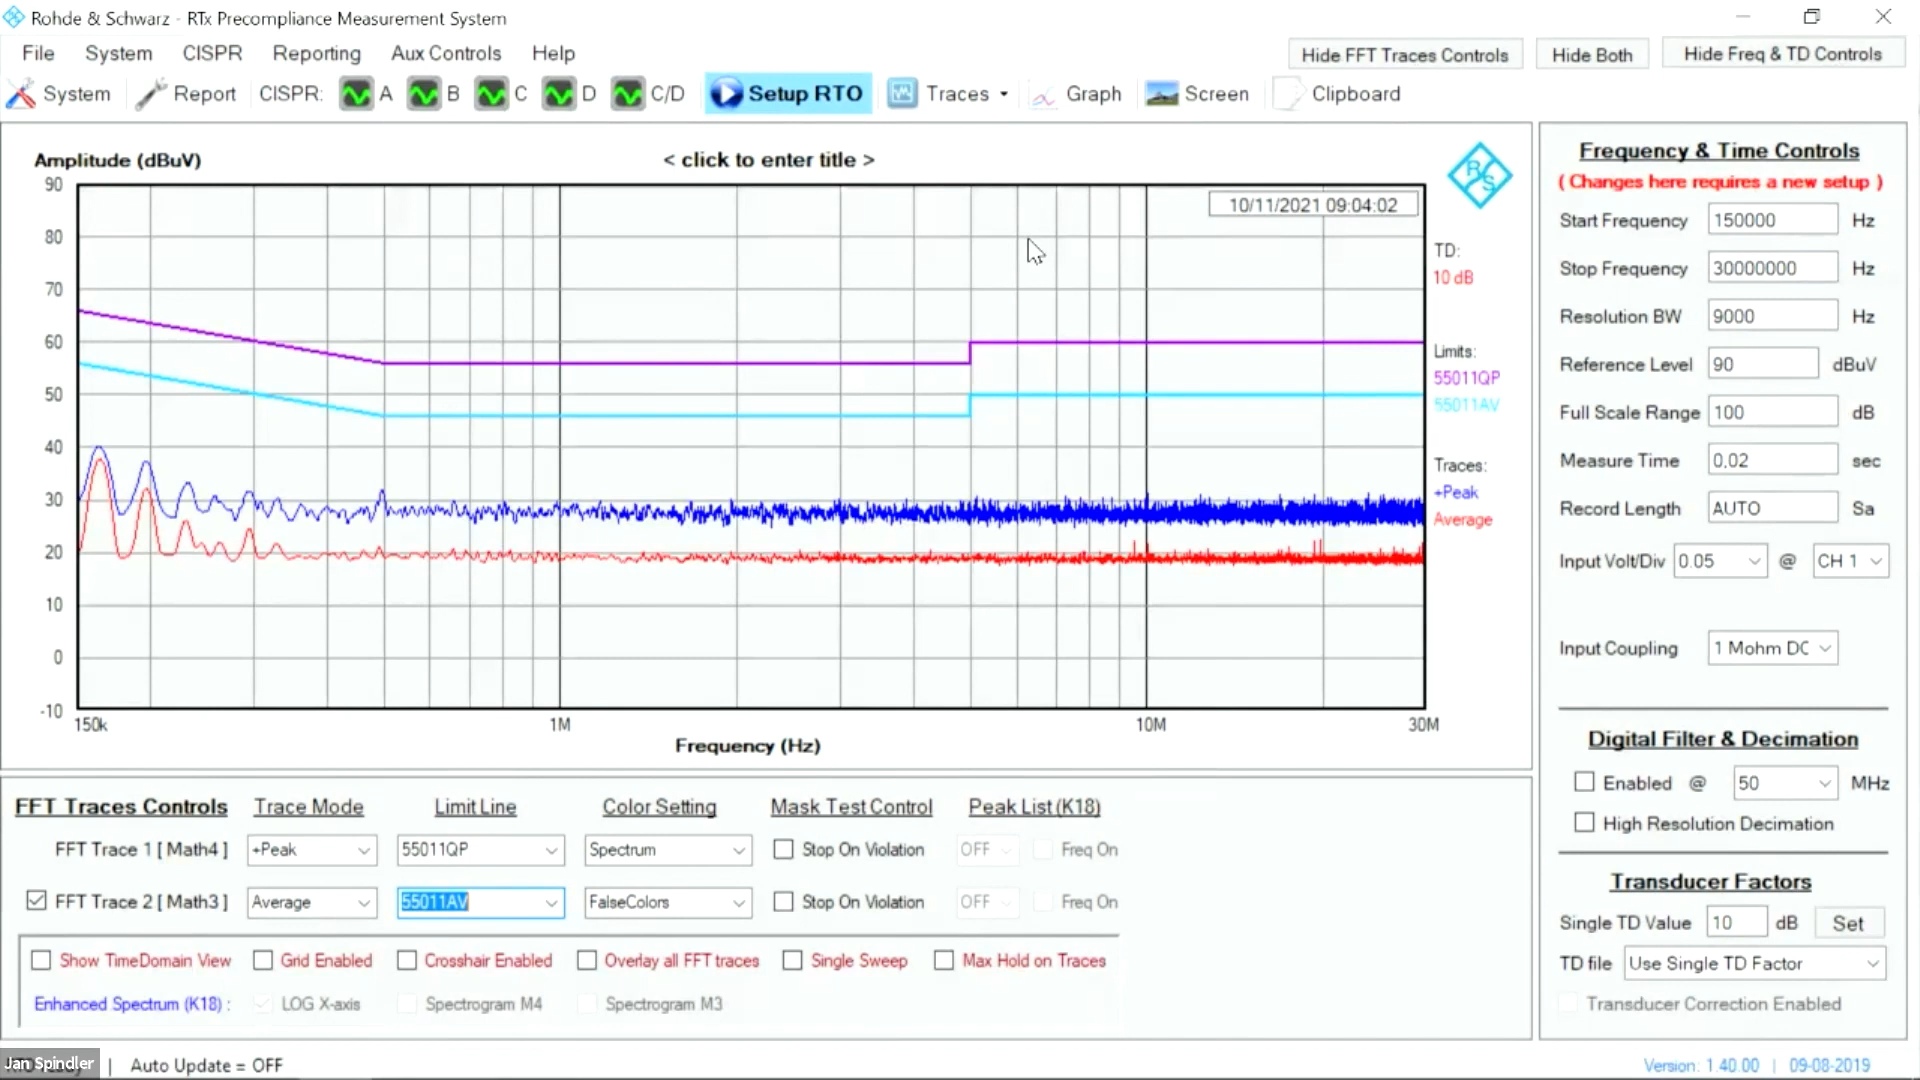 Rohde & Schwarz - RTx Precompliance Measurement System
File System CISPR Reporting Aux Controls Help
Hide FFT Traces Controls Hide Both Hide Freq & TD Controls
System Report CISPR: A B C D C/D Setup RTO Traces Graph Screen Clipboard
Amplitude (dBuV)
< click to enter title >
R S
10/11/2021 09:04:02
90
80
70
60
50
40
30
20
10
0
-10
150k 1M 10M 30M
Frequency (Hz)
TD:
10 dB
Limits:
55011QP
55011AV
Traces:
+Peak
Average
Frequency & Time Controls
( Changes here requires a new setup )
Start Frequency 150000 Hz
Stop Frequency 30000000 Hz
Resolution BW 9000 Hz
Reference Level 90 dBuV
Full Scale Range 100 dB
Measure Time 0.02 sec
Record Length AUTO Sa
Input Volt/Div 0.05 @ CH 1
Input Coupling 1 Mohm DC
Digital Filter & Decimation
Enabled @ 50 MHz
High Resolution Decimation
Transducer Factors
Single TD Value 10 dB Set
TD file Use Single TD Factor
Transducer Correction Enabled
FFT Traces Controls Trace Mode Limit Line Color Setting Mask Test Control Peak List (K18)
FFT Trace 1 [ Math4 ] +Peak 55011QP Spectrum Stop On Violation OFF Freq On
FFT Trace 2 [ Math3 ] Average 55011AV FalseColors Stop On Violation OFF Freq On
Show TimeDomain View Grid Enabled Crosshair Enabled Overlay all FFT traces Single Sweep Max Hold on Traces
Enhanced Spectrum (K18) : LOG X-axis Spectrogram M4 Spectrogram M3
Jan Spindler | Auto Update = OFF
Version: 1.40.00 | 09-08-2019